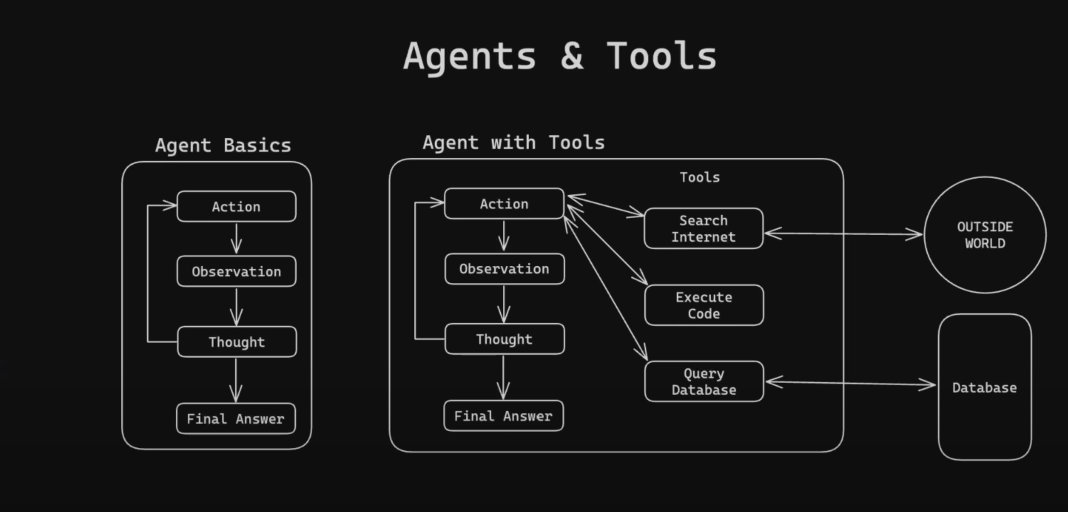 Agents & Tools
Agent Basics
Action
Observation
Thought
Final Answer
Agent with Tools
Action
Observation
Thought
Final Answer
Tools
Search
Internet
Execute
Code
Query
Database
OUTSIDE
WORLD
Database